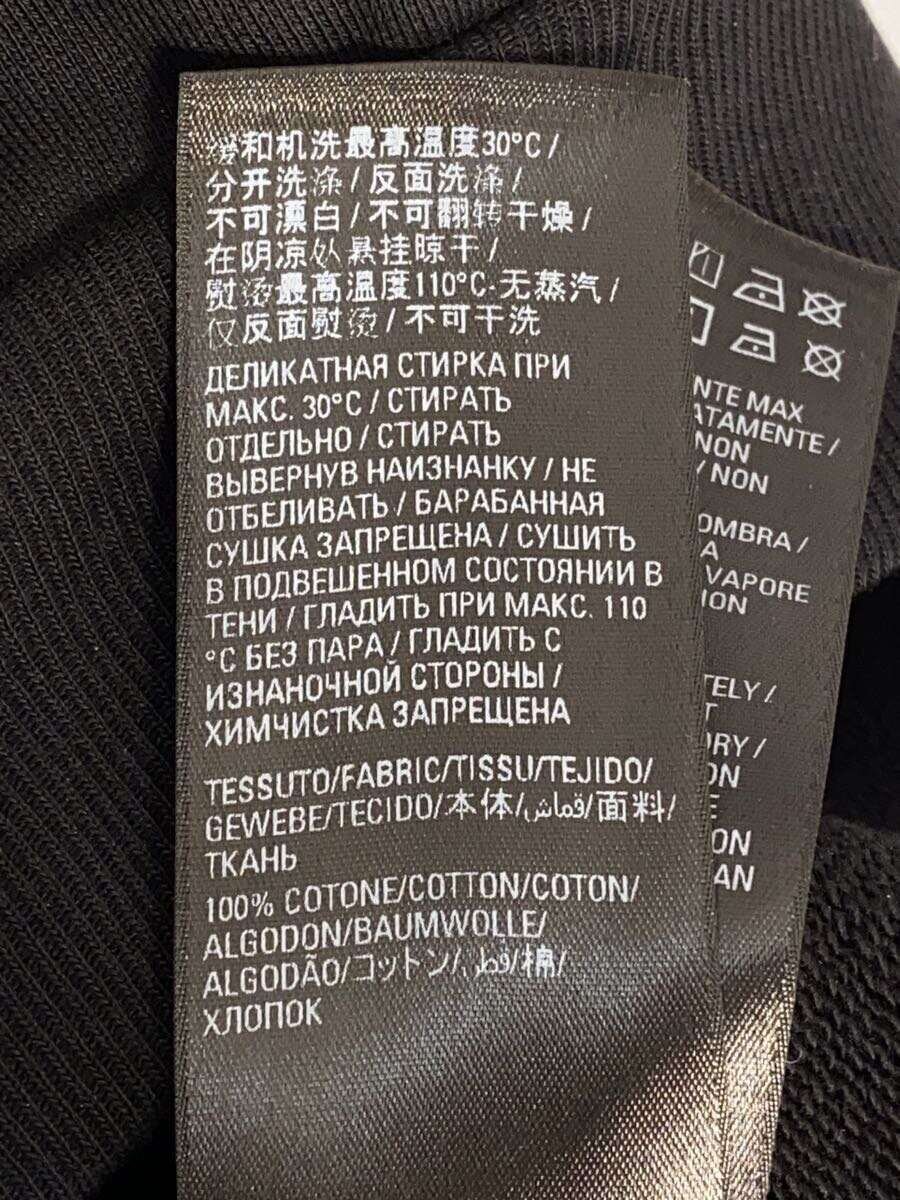 缓和机洗最高温度30°C /
分开洗涤 / 反面洗涤 /
不可漂白 / 不可翻转干燥 /
在阴凉处悬挂晾干 /
熨烫最高温度110°C-无蒸汽 /
仅反面熨烫 / 不可干洗
ДЕЛИКАТНАЯ СТИРКА ПРИ
МАКС. 30°C / СТИРАТЬ
ОТДЕЛЬНО / СТИРАТЬ
ВЫВЕРНУВ НАИЗНАНКУ / НЕ
ОТБЕЛИВАТЬ / БАРАБАННАЯ
СУШКА ЗАПРЕЩЕНА / СУШИТЬ
В ПОДВЕШЕННОМ СОСТОЯНИИ В
ТЕНИ / ГЛАДИТЬ ПРИ МАКС. 110
°C БЕЗ ПАРА / ГЛАДИТЬ С
ИЗНАНОЧНОЙ СТОРОНЫ /
ХИМЧИСТКА ЗАПРЕЩЕНА
TESSUTO/FABRIC/TISSU/TEJIDO/
GEWEBE/TECIDO/本体/قماش/面料/
ТКАНЬ
100% COTONE/COTTON/COTON/
ALGODON/BAUMWOLLE/
ALGODÃO/コットン/قطن/棉/
ХЛОПОК
NTE MAX
ATAMENTE /
NON
/ NON
OMBRA /
A
VAPORE
ION
TELY /
T
DRY /
ON
E
ON
AN